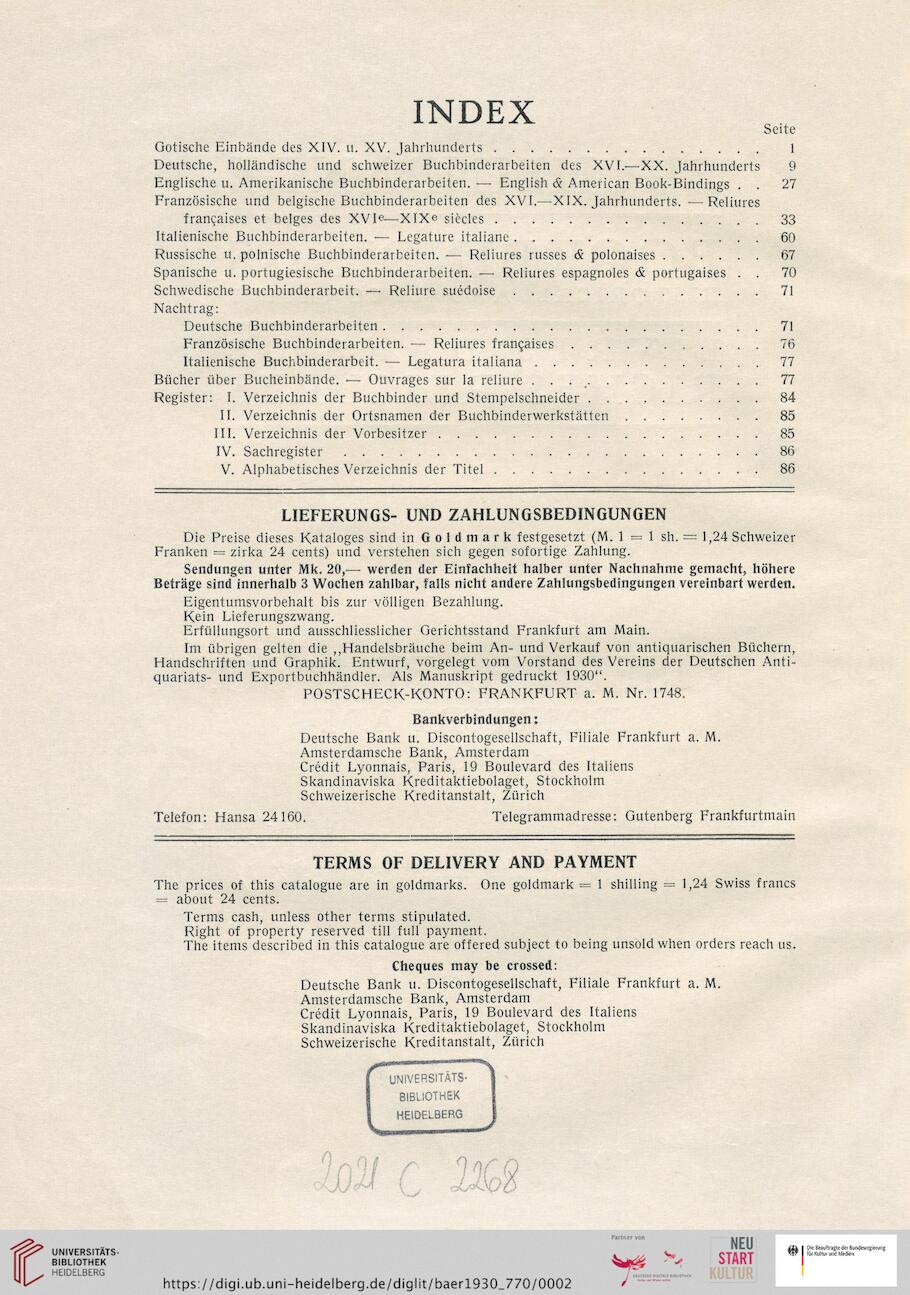 INDEX
Seite
Gotische Einbände des XIV. u. XV. Jahrhunderts . . . . . . . . . . . . . . . 1
Deutsche, holländische und schweizer Buchbinderarbeiten des XVI.—XX. Jahrhunderts 9
Englische u. Amerikanische Buchbinderarbeiten. — English & American Book-Bindings . . 27
Französische und belgische Buchbinderarbeiten des XVI.—XIX. Jahrhunderts. — Reliures
françaises et belges des XVIe—XIXe siècles . . . . . . . . . . . . . . . 33
Italienische Buchbinderarbeiten. — Legature italiane . . . . . . . . . . . . . . 60
Russische u. polnische Buchbinderarbeiten. — Reliures russes & polonaises . . . . . . 67
Spanische u. portugiesische Buchbinderarbeiten. — Reliures espagnoles & portugaises . . 70
Schwedische Buchbinderarbeit. — Reliure suédoise . . . . . . . . . . . . . . 71
Nachtrag:
Deutsche Buchbinderarbeiten . . . . . . . . . . . . . . . . . . . . . 71
Französische Buchbinderarbeiten. — Reliures françaises . . . . . . . . . . . 76
Italienische Buchbinderarbeit. — Legatura italiana . . . . . . . . . . . . . 77
Bücher über Bucheinbände. — Ouvrages sur la reliure . . . . . . . . . . . . . 77
Register: I. Verzeichnis der Buchbinder und Stempelschneider . . . . . . . . . . 84
II. Verzeichnis der Ortsnamen der Buchbinderwerkstätten . . . . . . . . 85
III. Verzeichnis der Vorbesitzer . . . . . . . . . . . . . . . . . . 85
IV. Sachregister . . . . . . . . . . . . . . . . . . . . . . . 86
V. Alphabetisches Verzeichnis der Titel . . . . . . . . . . . . . . . 86
LIEFERUNGS- UND ZAHLUNGSBEDINGUNGEN
Die Preise dieses Kataloges sind in Goldmark festgesetzt (M. 1 = 1 sh. = 1,24 Schweizer
Franken = zirka 24 cents) und verstehen sich gegen sofortige Zahlung.
Sendungen unter Mk. 20,— werden der Einfachheit halber unter Nachnahme gemacht, höhere
Beträge sind innerhalb 3 Wochen zahlbar, falls nicht andere Zahlungsbedingungen vereinbart werden.
Eigentumsvorbehalt bis zur völligen Bezahlung.
Kein Lieferungszwang.
Erfüllungsort und ausschliesslicher Gerichtsstand Frankfurt am Main.
Im übrigen gelten die ,,Handelsbräuche beim An- und Verkauf von antiquarischen Büchern,
Handschriften und Graphik. Entwurf, vorgelegt vom Vorstand des Vereins der Deutschen Anti-
quariats- und Exportbuchhändler. Als Manuskript gedruckt 1930“.
POSTSCHECK-KONTO: FRANKFURT a. M. Nr. 1748.
Bankverbindungen:
Deutsche Bank u. Discontogesellschaft, Filiale Frankfurt a. M.
Amsterdamsche Bank, Amsterdam
Crédit Lyonnais, Paris, 19 Boulevard des Italiens
Skandinaviska Kreditaktiebolaget, Stockholm
Schweizerische Kreditanstalt, Zürich
Telefon: Hansa 24160. Telegrammadresse: Gutenberg Frankfurtmain
TERMS OF DELIVERY AND PAYMENT
The prices of this catalogue are in goldmarks. One goldmark = 1 shilling = 1,24 Swiss francs
= about 24 cents.
Terms cash, unless other terms stipulated.
Right of property reserved till full payment.
The items described in this catalogue are offered subject to being unsold when orders reach us.
Cheques may be crossed:
Deutsche Bank u. Discontogesellschaft, Filiale Frankfurt a. M.
Amsterdamsche Bank, Amsterdam
Crédit Lyonnais, Paris, 19 Boulevard des Italiens
Skandinaviska Kreditaktiebolaget, Stockholm
Schweizerische Kreditanstalt, Zürich
UNIVERSITÄTS-
BIBLIOTHEK
HEIDELBERG
2021 C 2268
UNIVERSITÄTS-
BIBLIOTHEK
HEIDELBERG
https://digi.ub.uni-heidelberg.de/diglit/baer1930_770/0002
Partner von
DEUTSCHE DIGITALE BIBLIOTHEK
NEU
START
KULTUR
Die Beauftragte der Bundesregierung
für Kultur und Medien